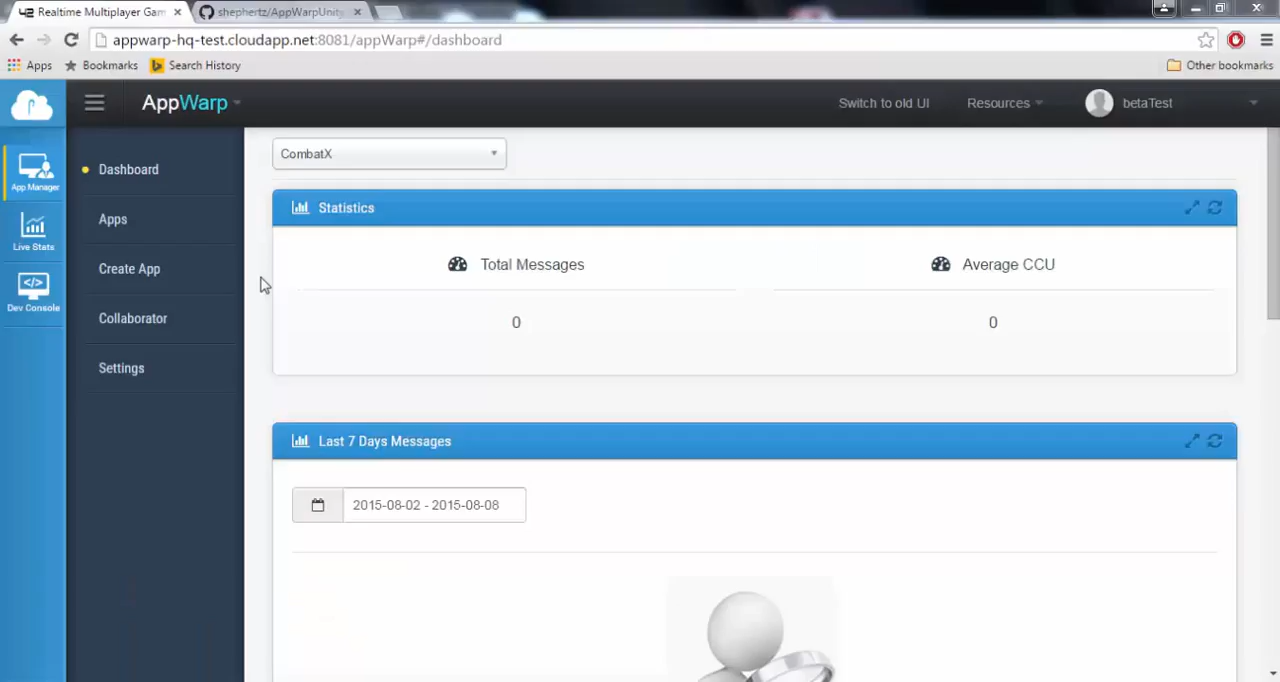 Realtime Multiplayer Gam
shephertz/AppWarpUnity
appwarp-hq-test.cloudapp.net:8081/appWarp#/dashboard
Apps
Bookmarks
Search History
Other bookmarks
AppWarp
Switch to old UI
Resources
betaTest
App Manager
Live Stats
Dev Console
Dashboard
Apps
Create App
Collaborator
Settings
CombatX
Statistics
Total Messages
Average CCU
0
0
Last 7 Days Messages
2015-08-02 - 2015-08-08